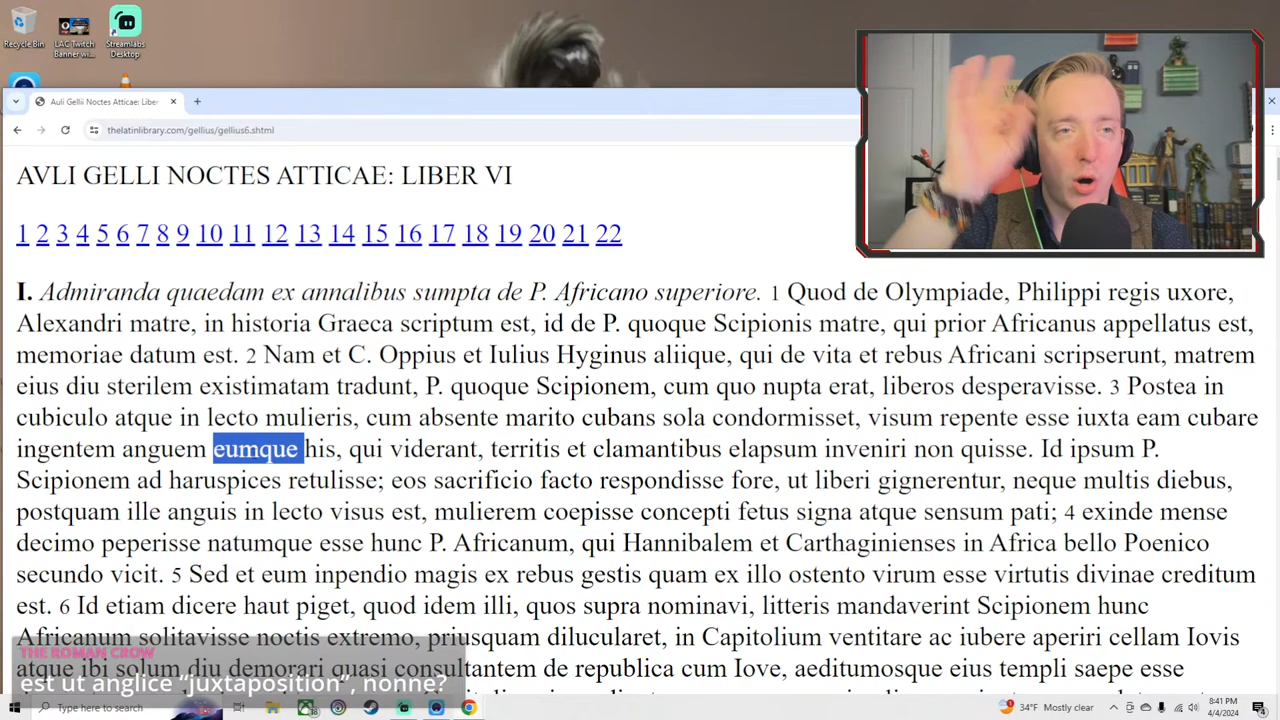 Recycle Bin
LAC Twitch
Banner wi...
Streamlabs
Desktop
Auli Gellii Noctes Atticae: Liber
thelatinlibrary.com/gellius/gellius6.shtml
AVLI GELLI NOCTES ATTICAE: LIBER VI
1 2 3 4 5 6 7 8 9 10 11 12 13 14 15 16 17 18 19 20 21 22
I. Admiranda quaedam ex annalibus sumpta de P. Africano superiore. 1 Quod de Olympiade, Philippi regis uxore,
Alexandri matre, in historia Graeca scriptum est, id de P. quoque Scipionis matre, qui prior Africanus appellatus est,
memoriae datum est. 2 Nam et C. Oppius et Iulius Hyginus aliique, qui de vita et rebus Africani scripserunt, matrem
eius diu sterilem existimatam tradunt, P. quoque Scipionem, cum quo nupta erat, liberos desperavisse. 3 Postea in
cubiculo atque in lecto mulieris, cum absente marito cubans sola condormisset, visum repente esse iuxta eam cubare
ingentem anguem eumque his, qui viderant, territis et clamantibus elapsum inveniri non quisse. Id ipsum P.
Scipionem ad haruspices retulisse; eos sacrificio facto respondisse fore, ut liberi gignerentur, neque multis diebus,
postquam ille anguis in lecto visus est, mulierem coepisse concepti fetus signa atque sensum pati; 4 exinde mense
decimo peperisse natumque esse hunc P. Africanum, qui Hannibalem et Carthaginienses in Africa bello Poenico
secundo vicit. 5 Sed et eum inpendio magis ex rebus gestis quam ex illo ostento virum esse virtutis divinae creditum
est. 6 Id etiam dicere haut piget, quod idem illi, quos supra nominavi, litteris mandaverint Scipionem hunc
Africanum solitavisse noctis extremo, priusquam dilucularet, in Capitolium ventitare ac iubere aperiri cellam Iovis
atque ibi solum diu demorari quasi consultantem de republica cum Iove, aeditumosque eius templi saepe esse
THE ROMAN CROW
est ut anglice “juxtaposition”, nonne?
Type here to search
34°F Mostly clear
8:41 PM
4/4/2024